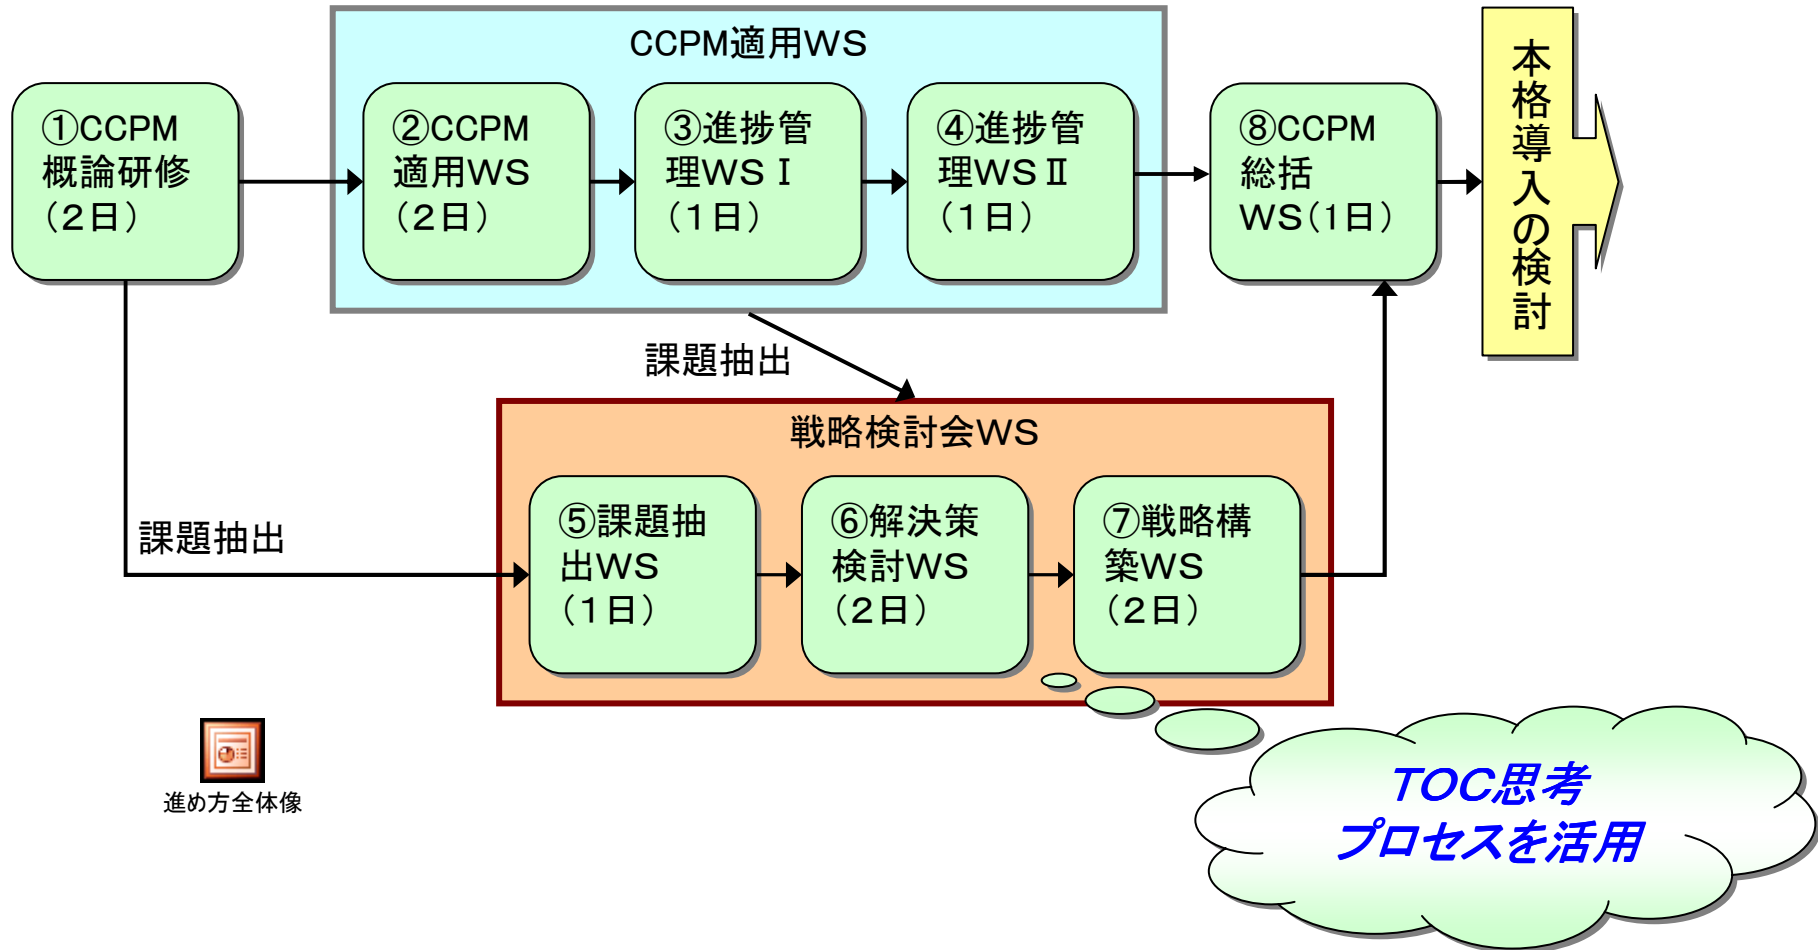 CCPM適用WS
①CCPM
概論研修
（2日）
②CCPM
適用WS
（2日）
③進捗管
理WSⅠ
（1日）
④進捗管
理WSⅡ
（1日）
⑧CCPM
総括
WS（1日）
本格導入の検討
課題抽出
課題抽出
戦略検討会WS
⑤課題抽
出WS
（1日）
⑥解決策
検討WS
（2日）
⑦戦略構
築WS
（2日）
進め方全体像
TOC思考
プロセスを活用